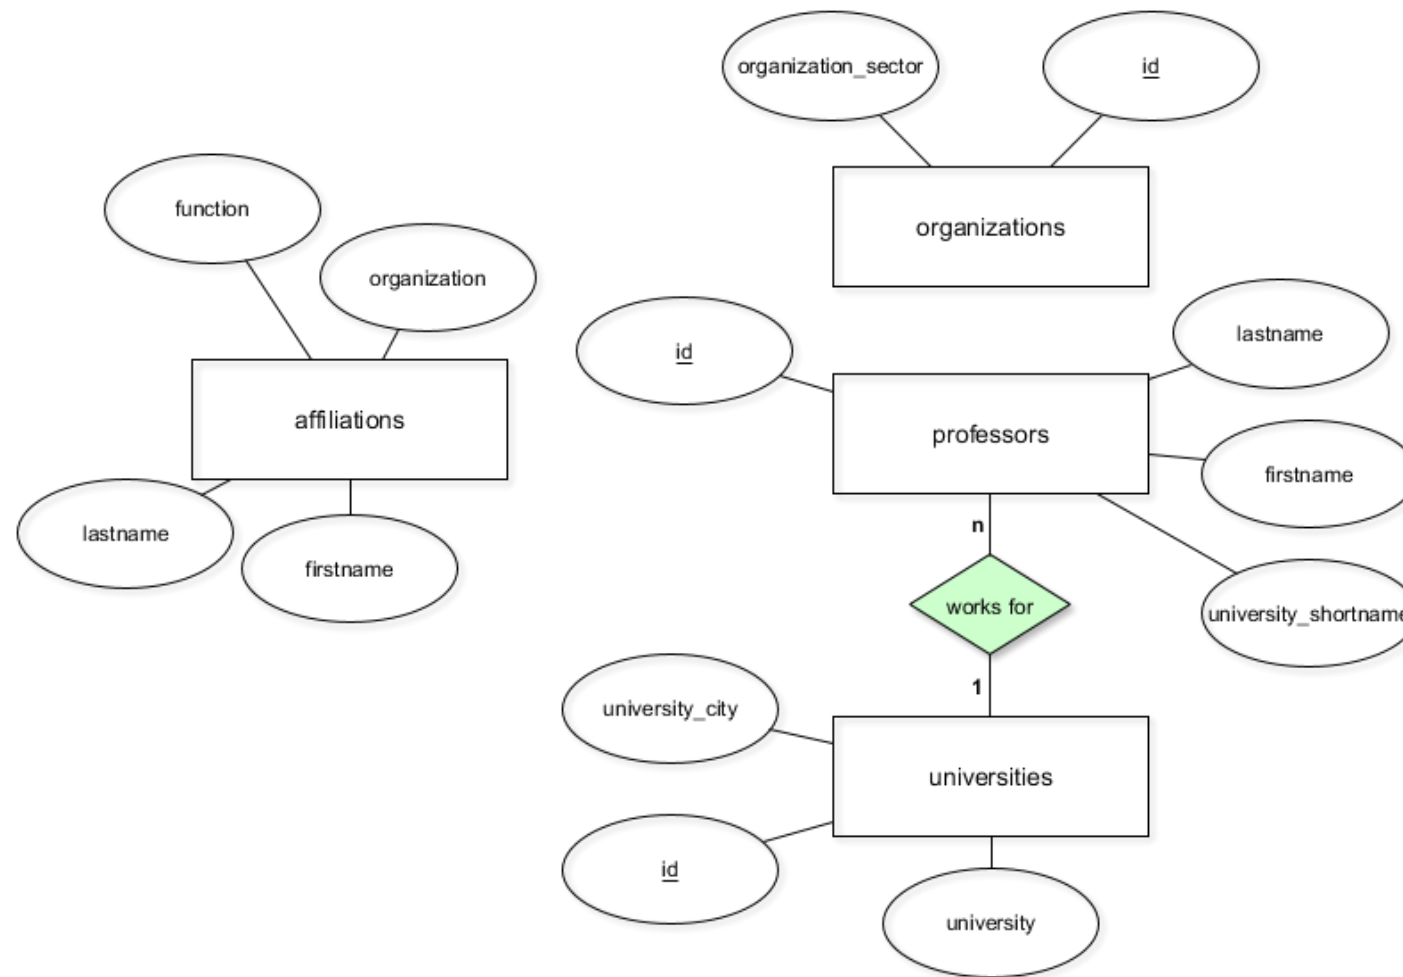 organization_sector
id
function
organizations
organization
lastname
id
affiliations
professors
firstname
n
lastname
firstname
works for
university_shortname
1
university_city
universities
id
university